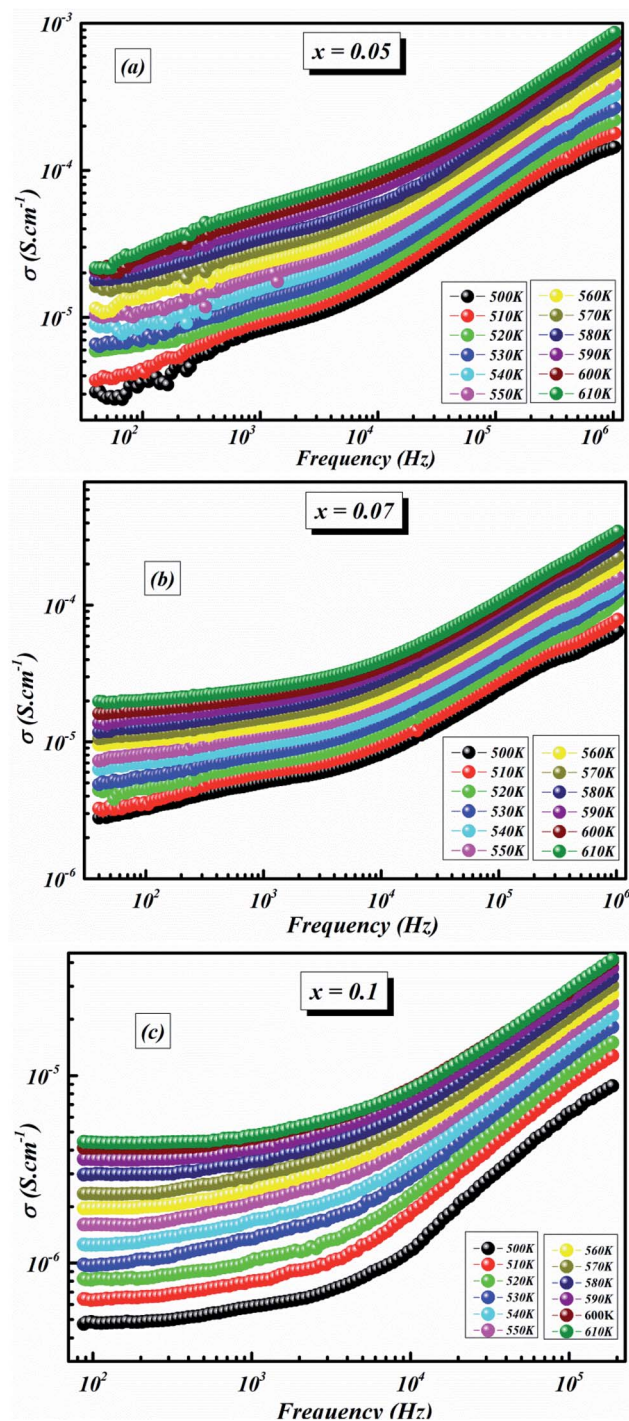 10⁻³
x = 0.05
(a)
10⁻⁴
σ (S.cm⁻¹)
10⁻⁵
500K 560K
510K 570K
520K 580K
530K 590K
540K 600K
550K 610K
10² 10³ 10⁴ 10⁵ 10⁶
Frequency (Hz)
x = 0.07
(b)
10⁻⁴
σ (S.cm⁻¹)
10⁻⁵
500K 560K
510K 570K
520K 580K
530K 590K
540K 600K
550K 610K
10⁻⁶
10² 10³ 10⁴ 10⁵ 10⁶
Frequency (Hz)
x = 0.1
(c)
10⁻⁵
σ (S.cm⁻¹)
10⁻⁶
500K 560K
510K 570K
520K 580K
530K 590K
540K 600K
550K 610K
10² 10³ 10⁴ 10⁵
Frequency (Hz)